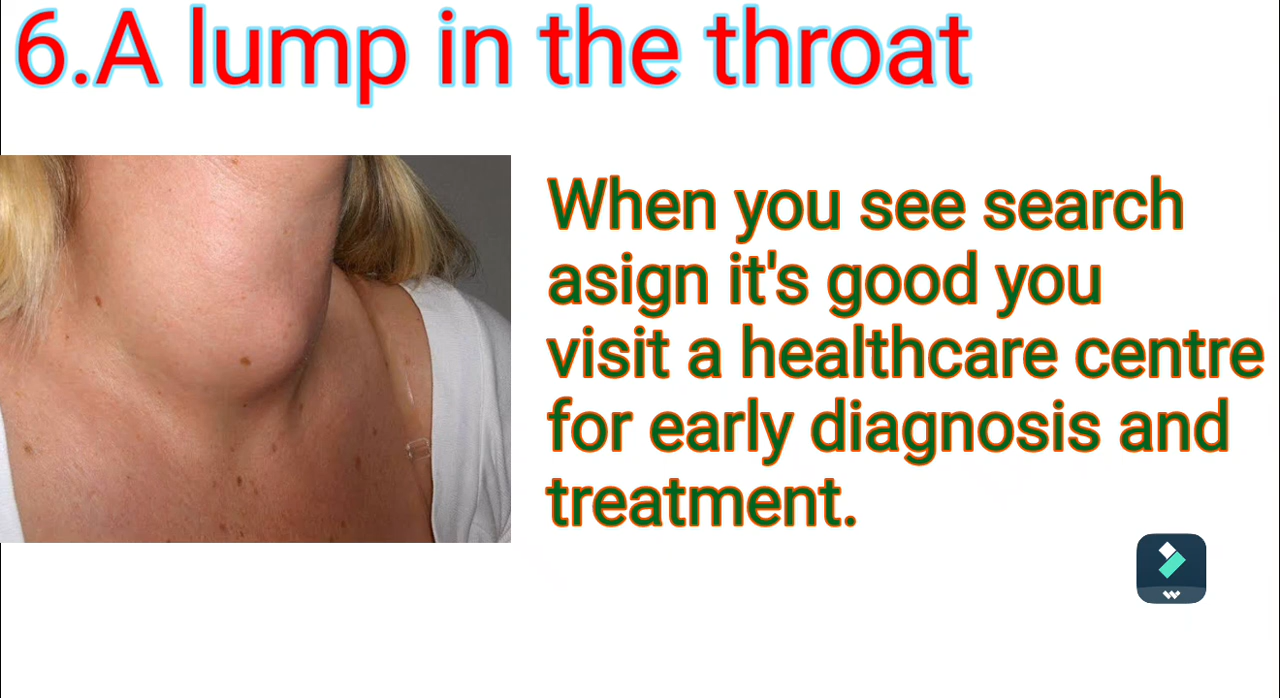 6.A lump in the throat
When you see search
asign it's good you
visit a healthcare centre
for early diagnosis and
treatment.